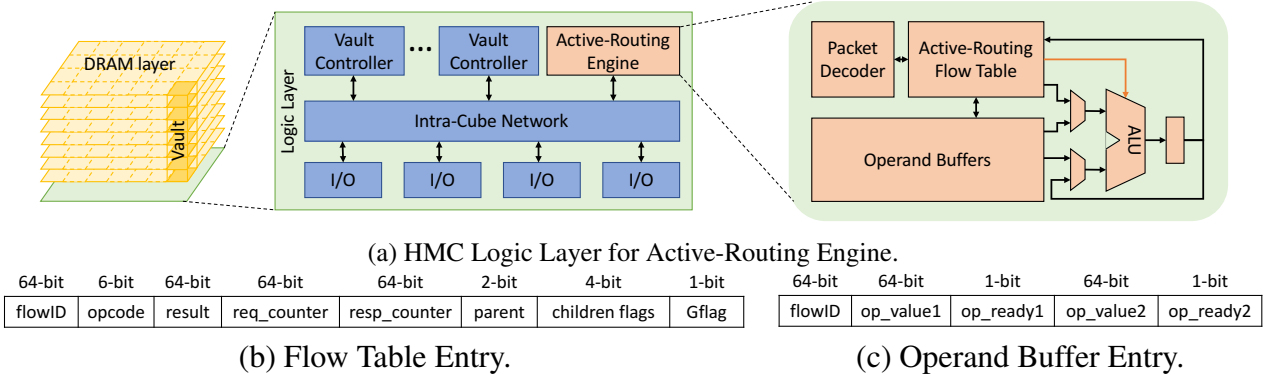 DRAM layer
Vault
Logic Layer
Vault Controller
...
Vault Controller
Active-Routing Engine
Intra-Cube Network
I/O
I/O
I/O
I/O
Packet Decoder
Active-Routing Flow Table
Operand Buffers
ALU
(a) HMC Logic Layer for Active-Routing Engine.
64-bit 6-bit 64-bit 64-bit 64-bit 2-bit 4-bit 1-bit
flowID opcode result req_counter resp_counter parent children flags Gflag
(b) Flow Table Entry.
64-bit 64-bit 1-bit 64-bit 1-bit
flowID op_value1 op_ready1 op_value2 op_ready2
(c) Operand Buffer Entry.